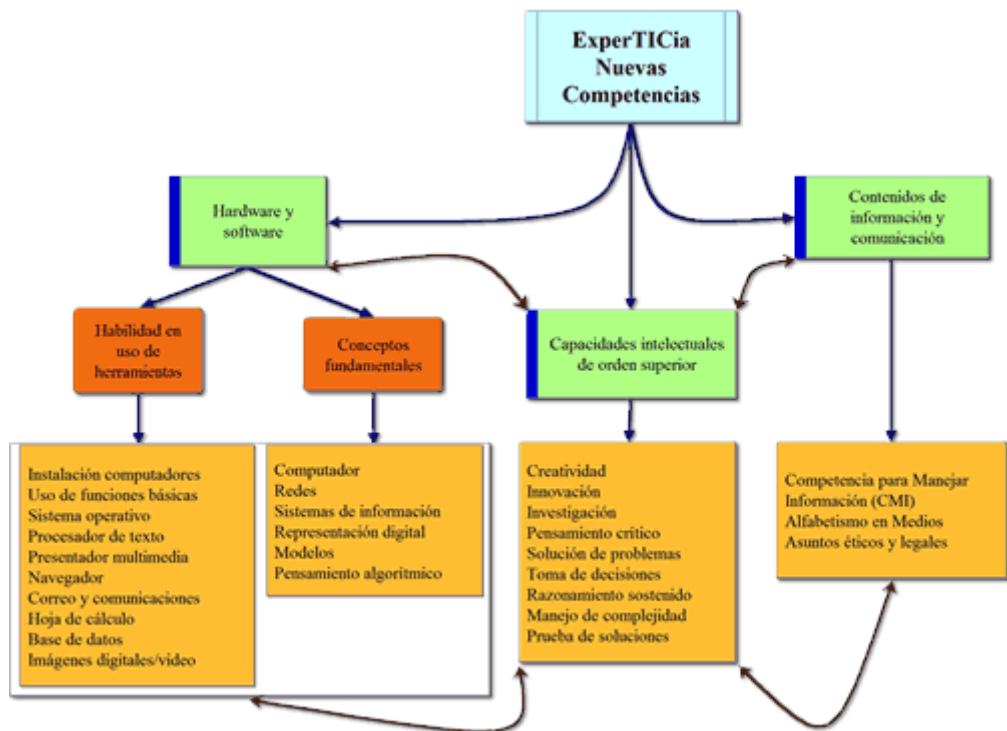 ExperTICia
Nuevas
Competencias
Hardware y
software
Contenidos de
información y
comunicación
Habilidad en
uso de
herramientas
Conceptos
fundamentales
Capacidades intelectuales
de orden superior
Instalación computadores
Uso de funciones básicas
Sistema operativo
Procesador de texto
Presentador multimedia
Navegador
Correo y comunicaciones
Hoja de cálculo
Base de datos
Imágenes digitales/video
Computador
Redes
Sistemas de información
Representación digital
Modelos
Pensamiento algorítmico
Creatividad
Innovación
Investigación
Pensamiento crítico
Solución de problemas
Toma de decisiones
Razonamiento sostenido
Manejo de complejidad
Prueba de soluciones
Competencia para Manejar
Información (CMI)
Alfabetismo en Medios
Asuntos éticos y legales